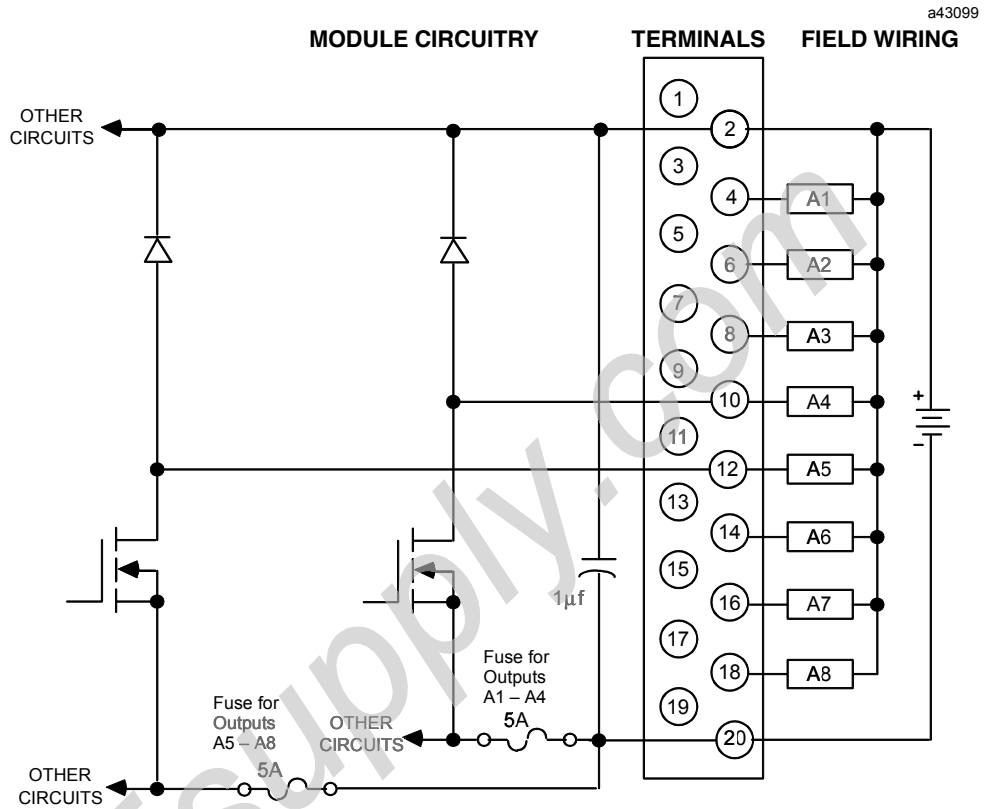 a43099
MODULE CIRCUITRY
TERMINALS
FIELD WIRING
OTHER
CIRCUITS
1
2
3
4
A1
5
6
A2
7
8
A3
9
10
A4
+
−
11
12
A5
13
14
A6
15
16
A7
1µf
17
18
A8
19
20
Fuse for
Outputs
A1 – A4
5A
OTHER
CIRCUITS
Fuse for
Outputs
A5 – A8
5A
OTHER
CIRCUITS
supply.com